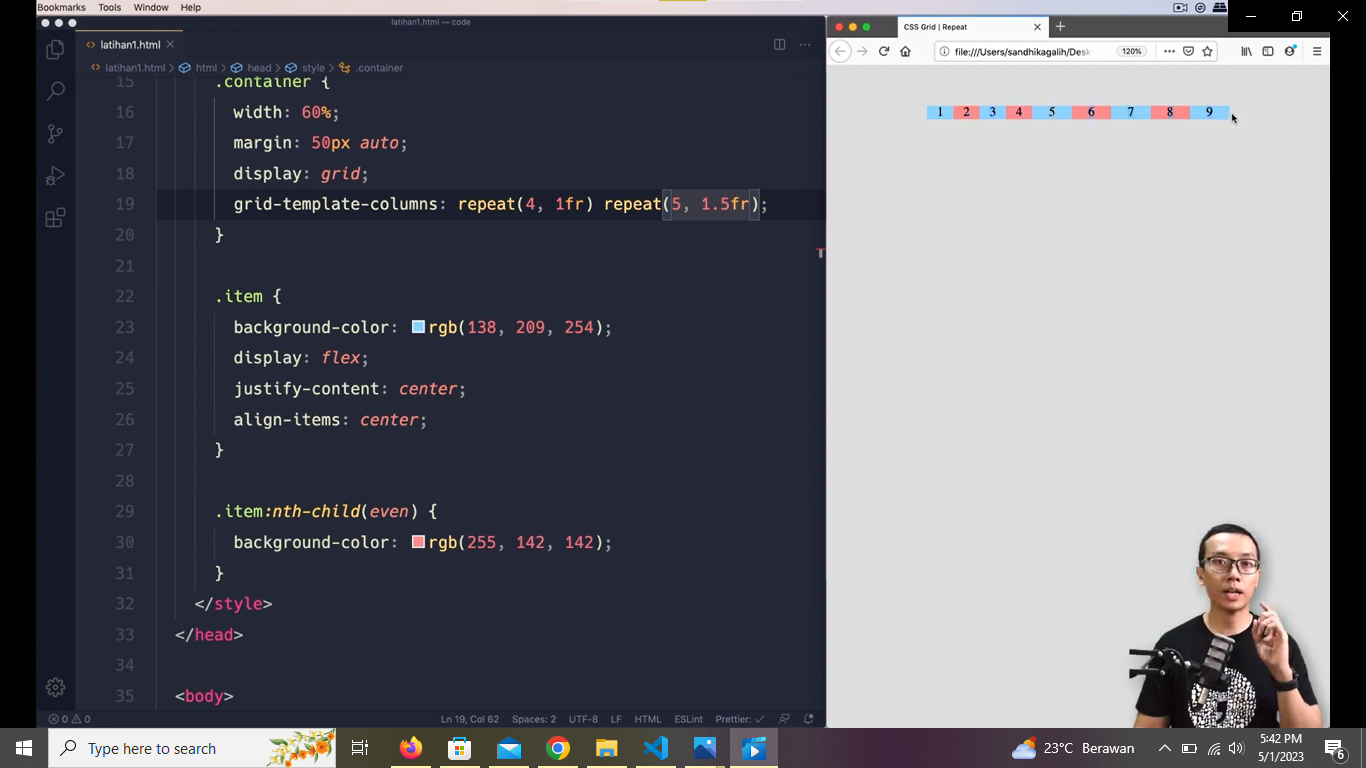 Bookmarks Tools Window Help
latihan1.html — code
latihan1.html
latihan1.html > html > head > style > .container
15 .container {
16 width: 60%;
17 margin: 50px auto;
18 display: grid;
19 grid-template-columns: repeat(4, 1fr) repeat(5, 1.5fr);
20 }
21
22 .item {
23 background-color: rgb(138, 209, 254);
24 display: flex;
25 justify-content: center;
26 align-items: center;
27 }
28
29 .item:nth-child(even) {
30 background-color: rgb(255, 142, 142);
31 }
32 </style>
33 </head>
34
35 <body>
0 0 Ln 19, Col 62 Spaces: 2 UTF-8 LF HTML ESLint Prettier: ✓
CSS Grid | Repeat
file:///Users/sandhikagalih/Desk 120%
1 2 3 4 5 6 7 8 9
Type here to search
23°C Berawan
5:42 PM
5/1/2023
6